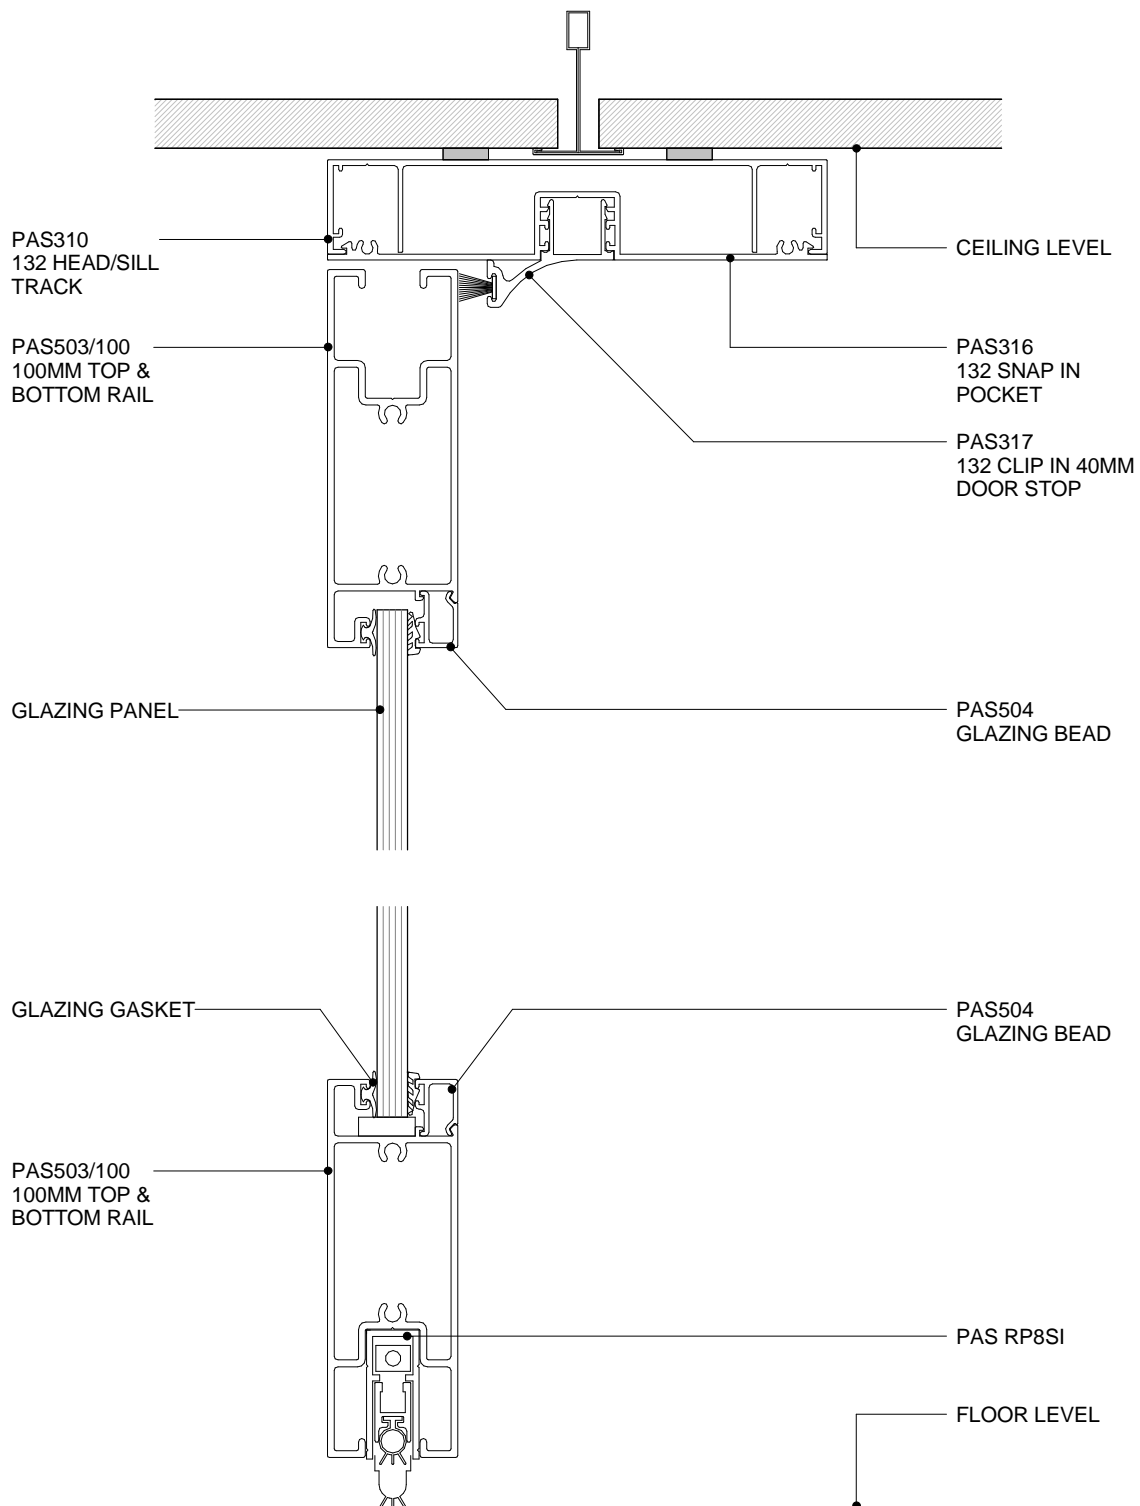 PAS310
132 HEAD/SILL
TRACK
CEILING LEVEL
PAS503/100
100MM TOP &
BOTTOM RAIL
PAS316
132 SNAP IN
POCKET
PAS317
132 CLIP IN 40MM
DOOR STOP
GLAZING PANEL
PAS504
GLAZING BEAD
GLAZING GASKET
PAS504
GLAZING BEAD
PAS503/100
100MM TOP &
BOTTOM RAIL
PAS RP8SI
FLOOR LEVEL